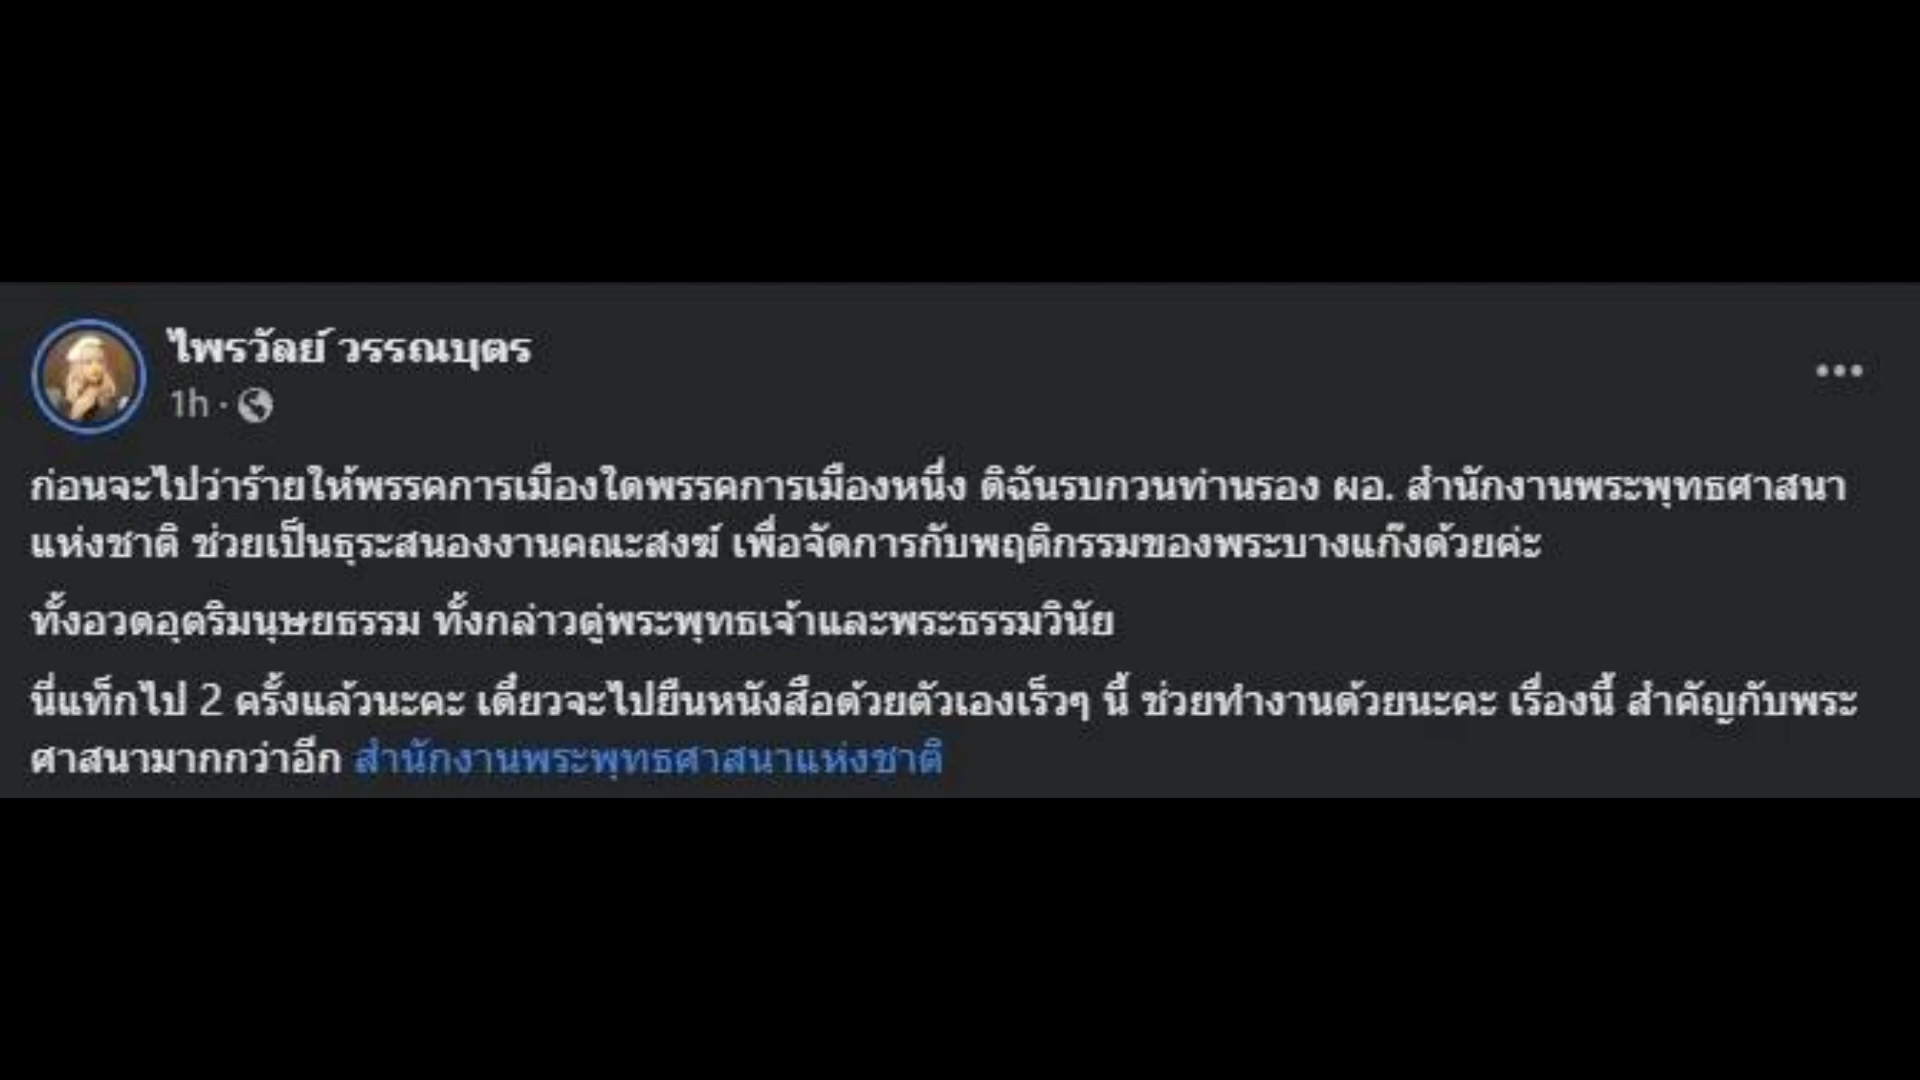 ไพรวัลย์ วรรณบุตร
1h ·
ก่อนจะไปว่าร้ายให้พรรคการเมืองใดพรรคการเมืองหนึ่ง ดิฉันรบกวนท่านรอง ผอ. สำนักงานพระพุทธศาสนา
แห่งชาติ ช่วยเป็นธุระสนองงานคณะสงฆ์ เพื่อจัดการกับพฤติกรรมของพระบางแก๊งด้วยค่ะ
ทั้งอวดอุตริมนุษยธรรม ทั้งกล่าวตู่พระพุทธเจ้าและพระธรรมวินัย
นี่แท็กไป 2 ครั้งแล้วนะคะ เดี๋ยวจะไปยืนหนังสือด้วยตัวเองเร็วๆ นี้ ช่วยทำงานด้วยนะคะ เรื่องนี้ สำคัญกับพระ
ศาสนามากกว่าอีก สำนักงานพระพุทธศาสนาแห่งชาติ